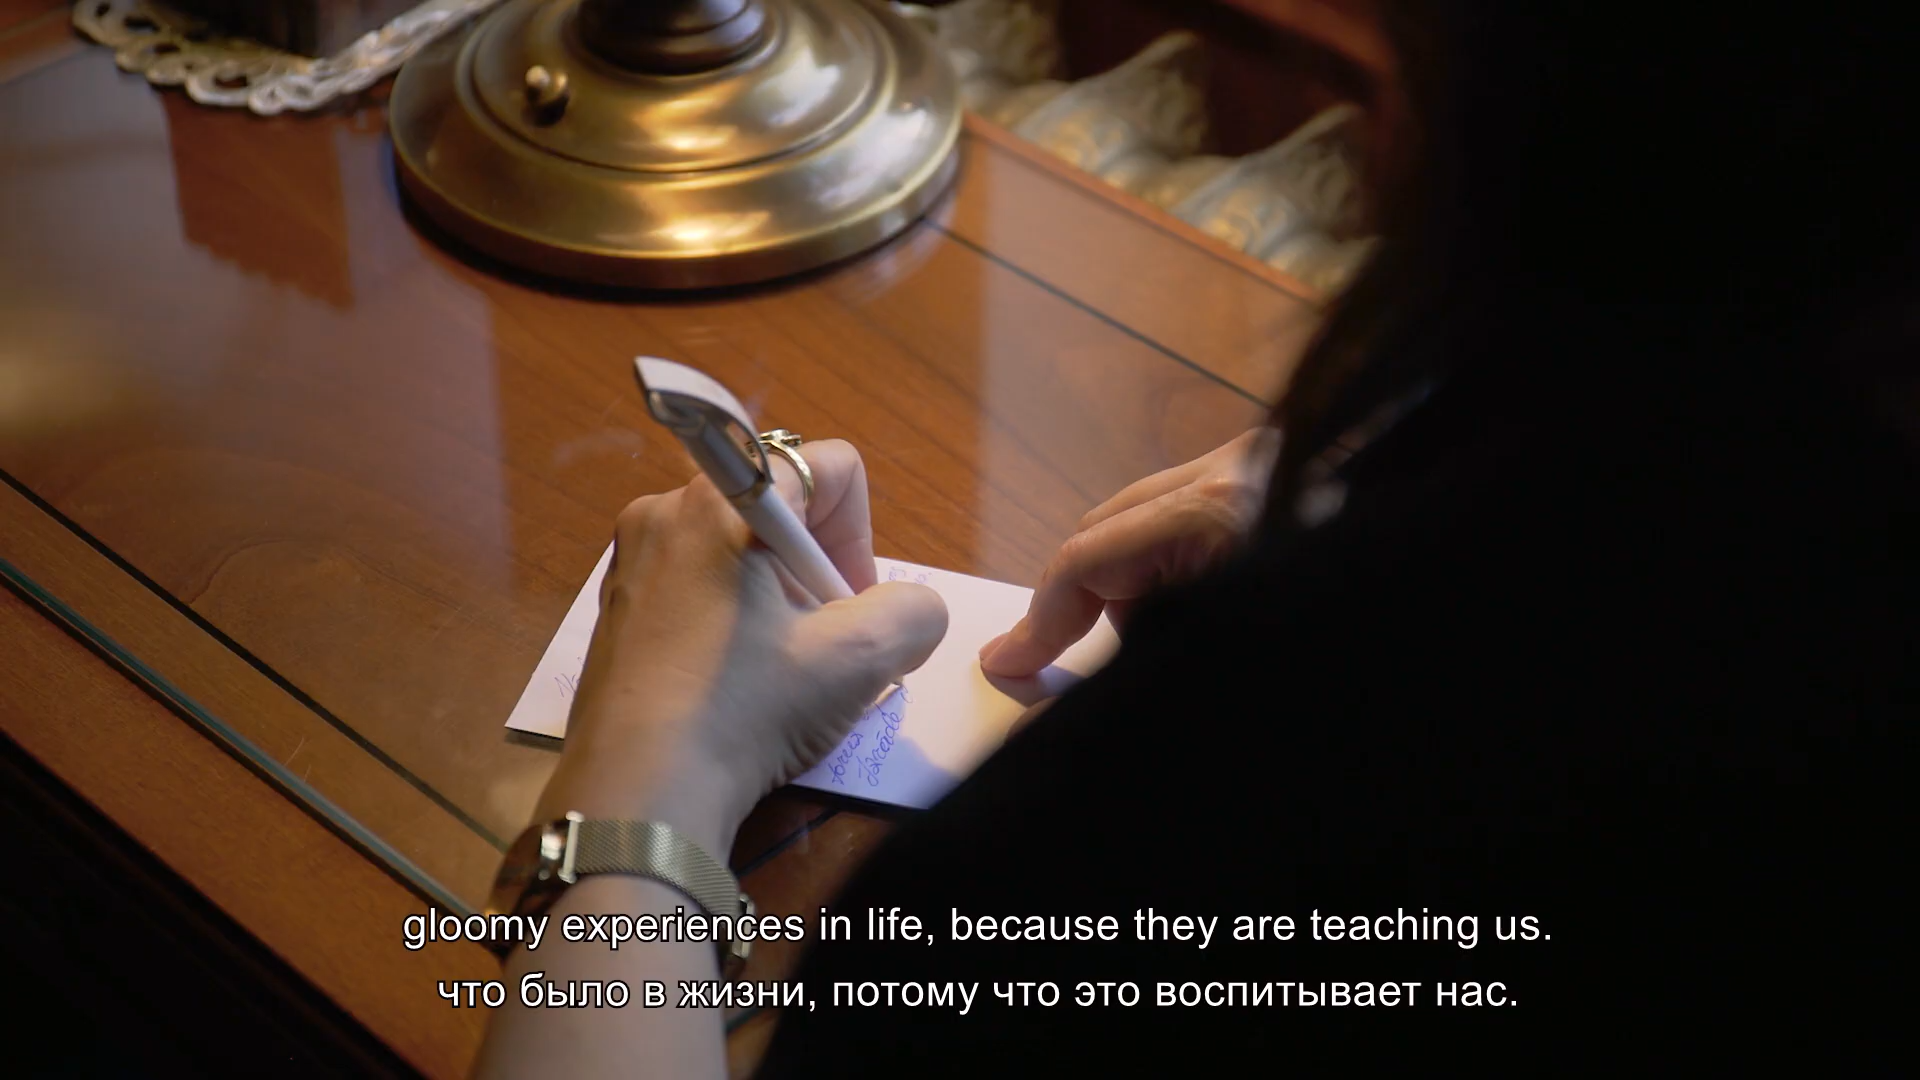 gloomy experiences in life, because they are teaching us.
что было в жизни, потому что это воспитывает нас.